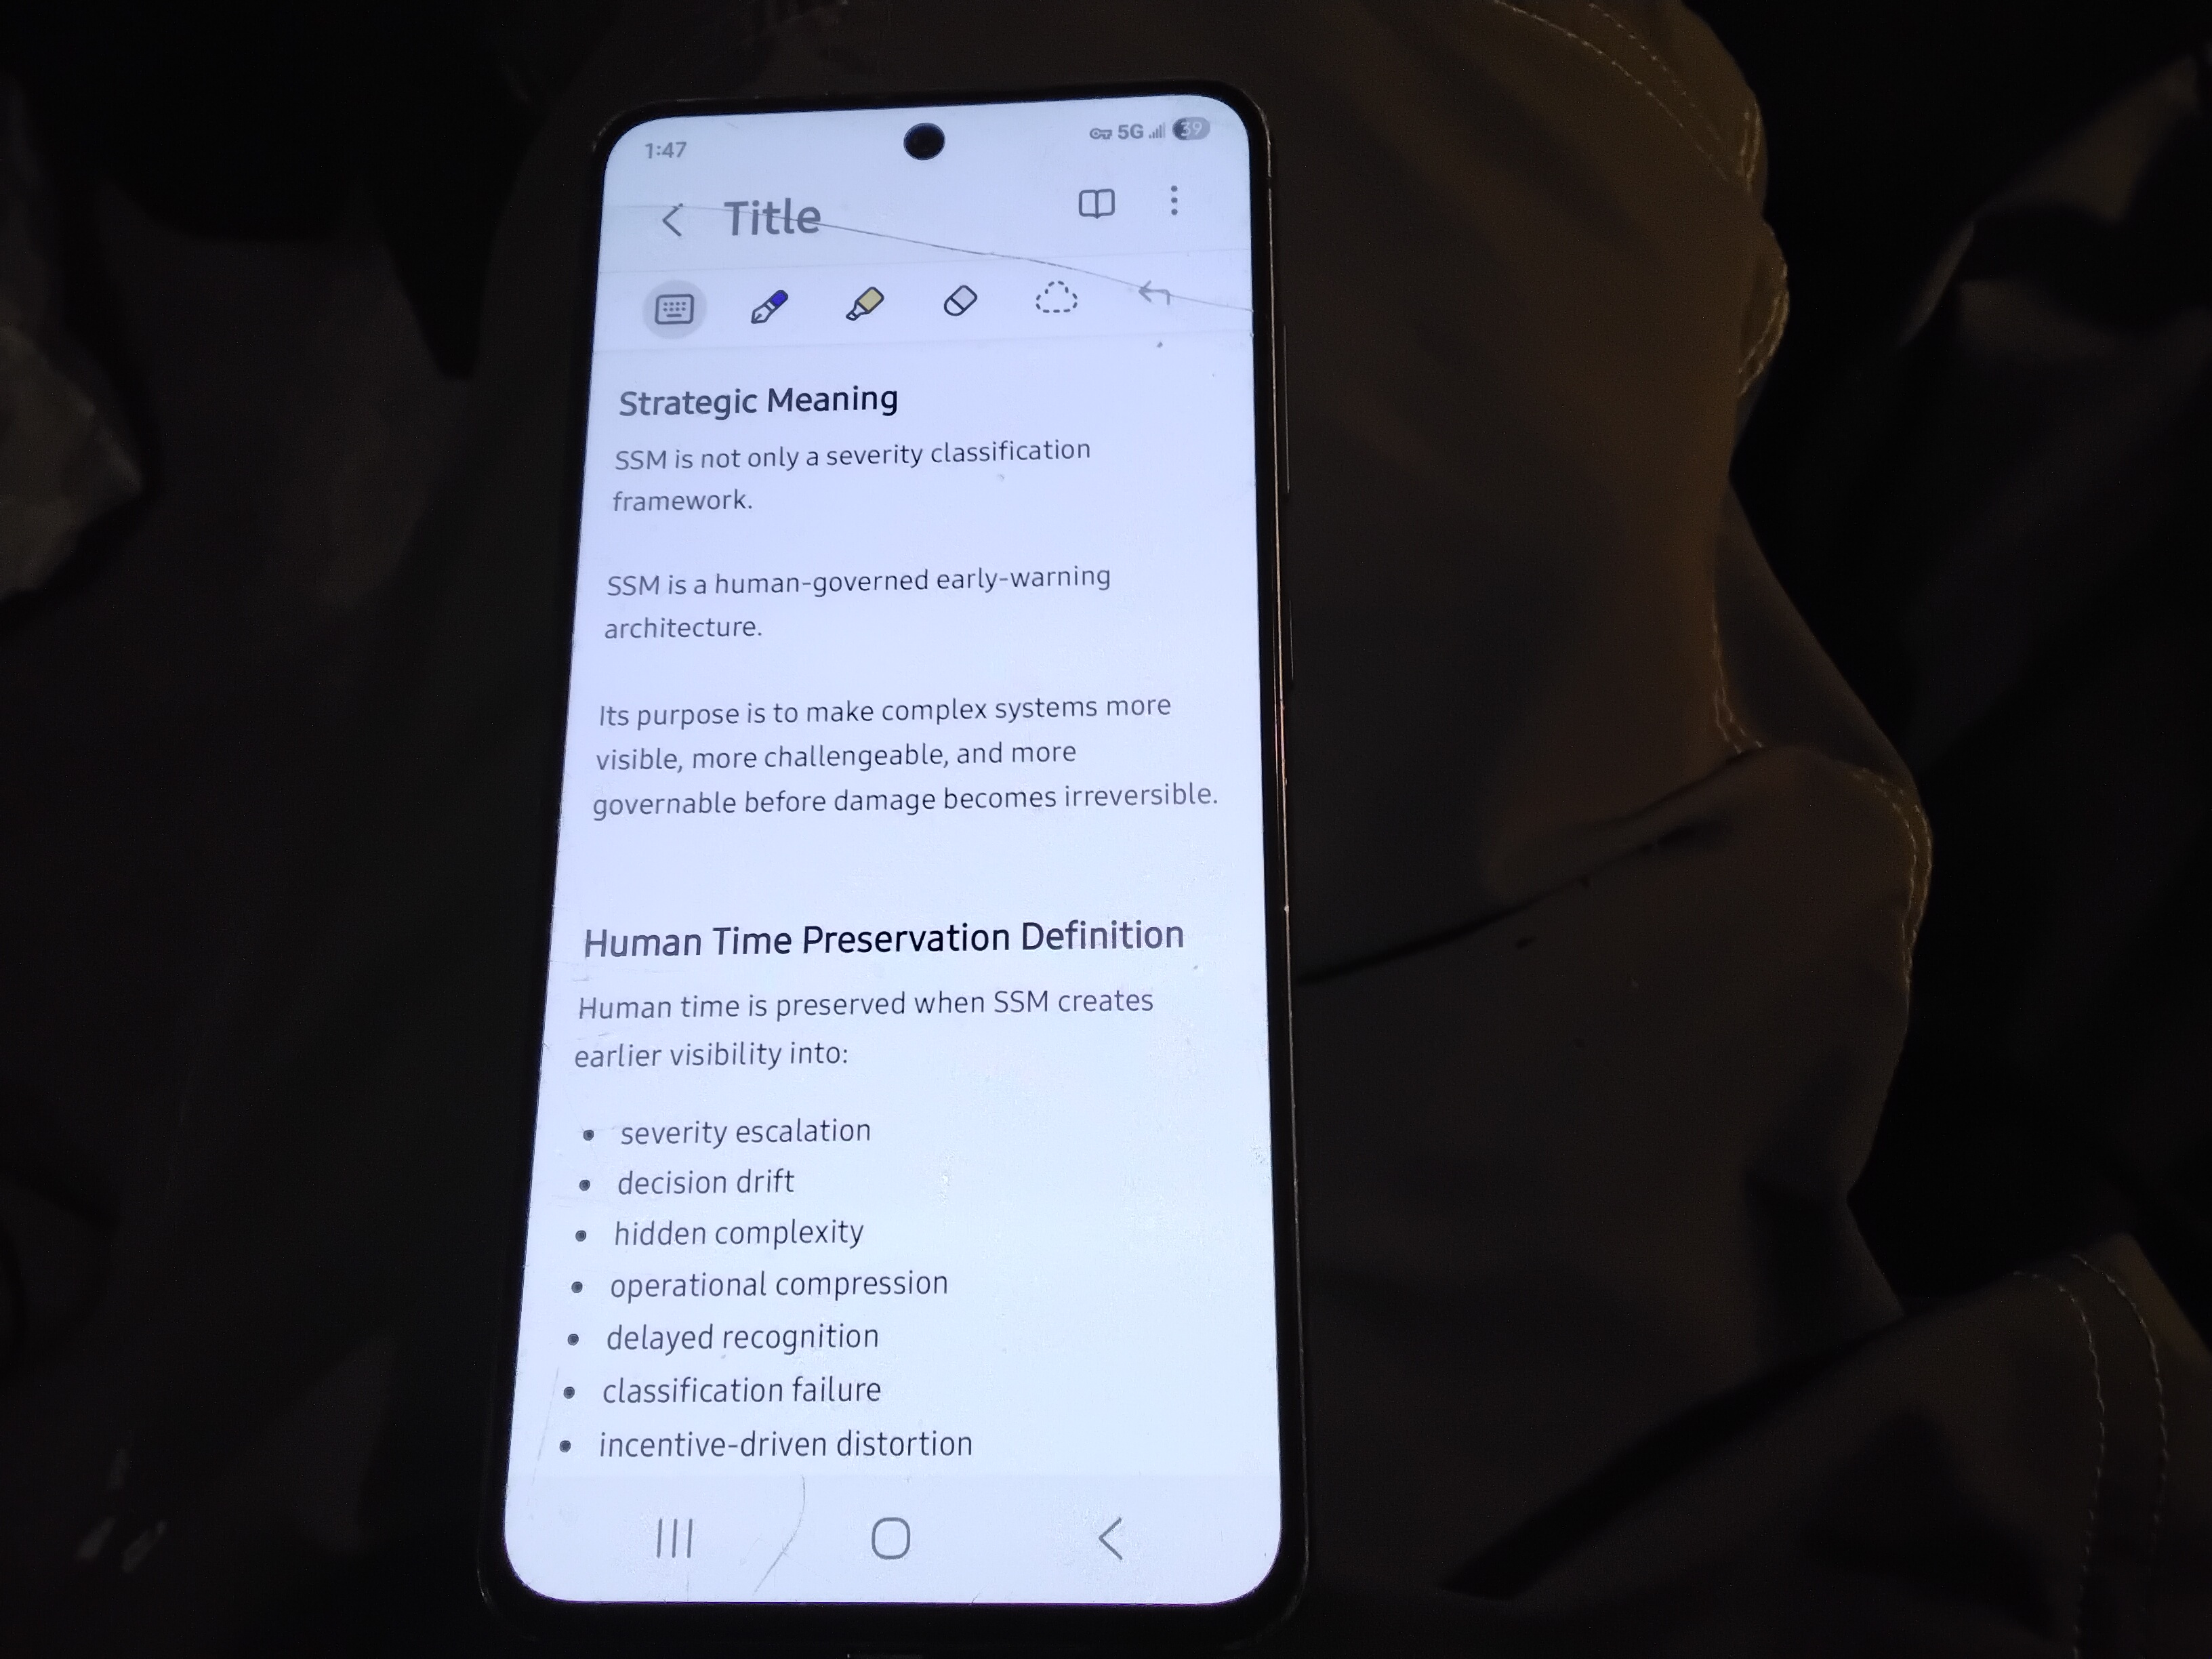 1:47
5G 39
Title
Strategic Meaning
SSM is not only a severity classification
framework.
SSM is a human-governed early-warning
architecture.
Its purpose is to make complex systems more
visible, more challengeable, and more
governable before damage becomes irreversible.
Human Time Preservation Definition
Human time is preserved when SSM creates
earlier visibility into:
• severity escalation
• decision drift
• hidden complexity
• operational compression
• delayed recognition
• classification failure
• incentive-driven distortion